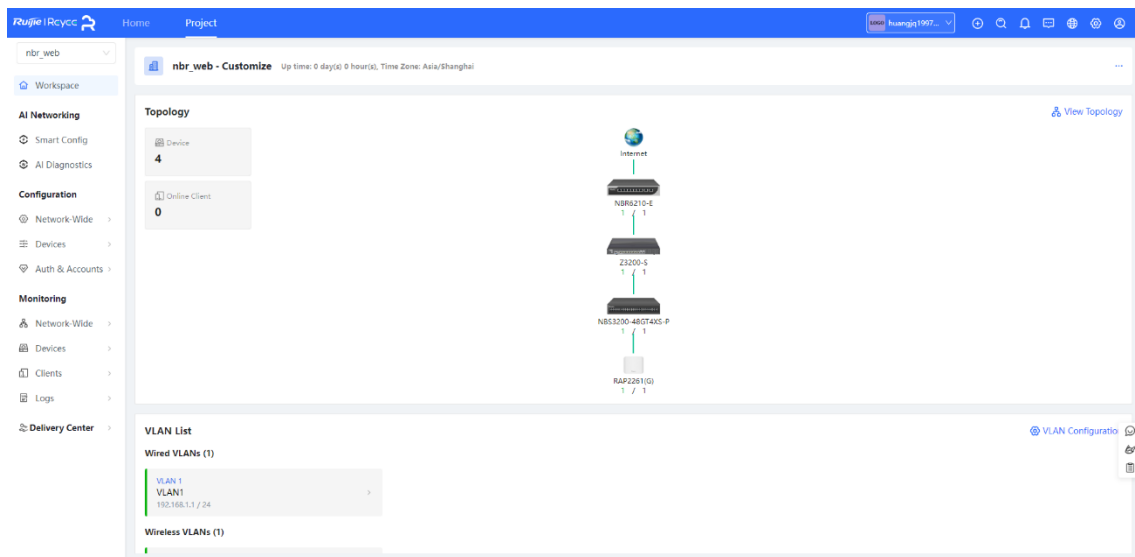 Ruijie | Reyee
Home
Project
LOGO huangjq1997...
nbr_web
Workspace
AI Networking
Smart Config
AI Diagnostics
Configuration
Network-Wide
Devices
Auth & Accounts
Monitoring
Network-Wide
Devices
Clients
Logs
Delivery Center
nbr_web - Customize Up time: 0 day(s) 0 hour(s), Time Zone: Asia/Shanghai
...
Topology
View Topology
Device
4
Online Client
0
Internet
NBR6210-E
1 / 1
Z3200-S
1 / 1
NBS3200-48GT4XS-P
1 / 1
RAP2261(G)
1 / 1
VLAN List
VLAN Configuratio
Wired VLANs (1)
VLAN 1
VLAN1
192.168.1.1 / 24
Wireless VLANs (1)